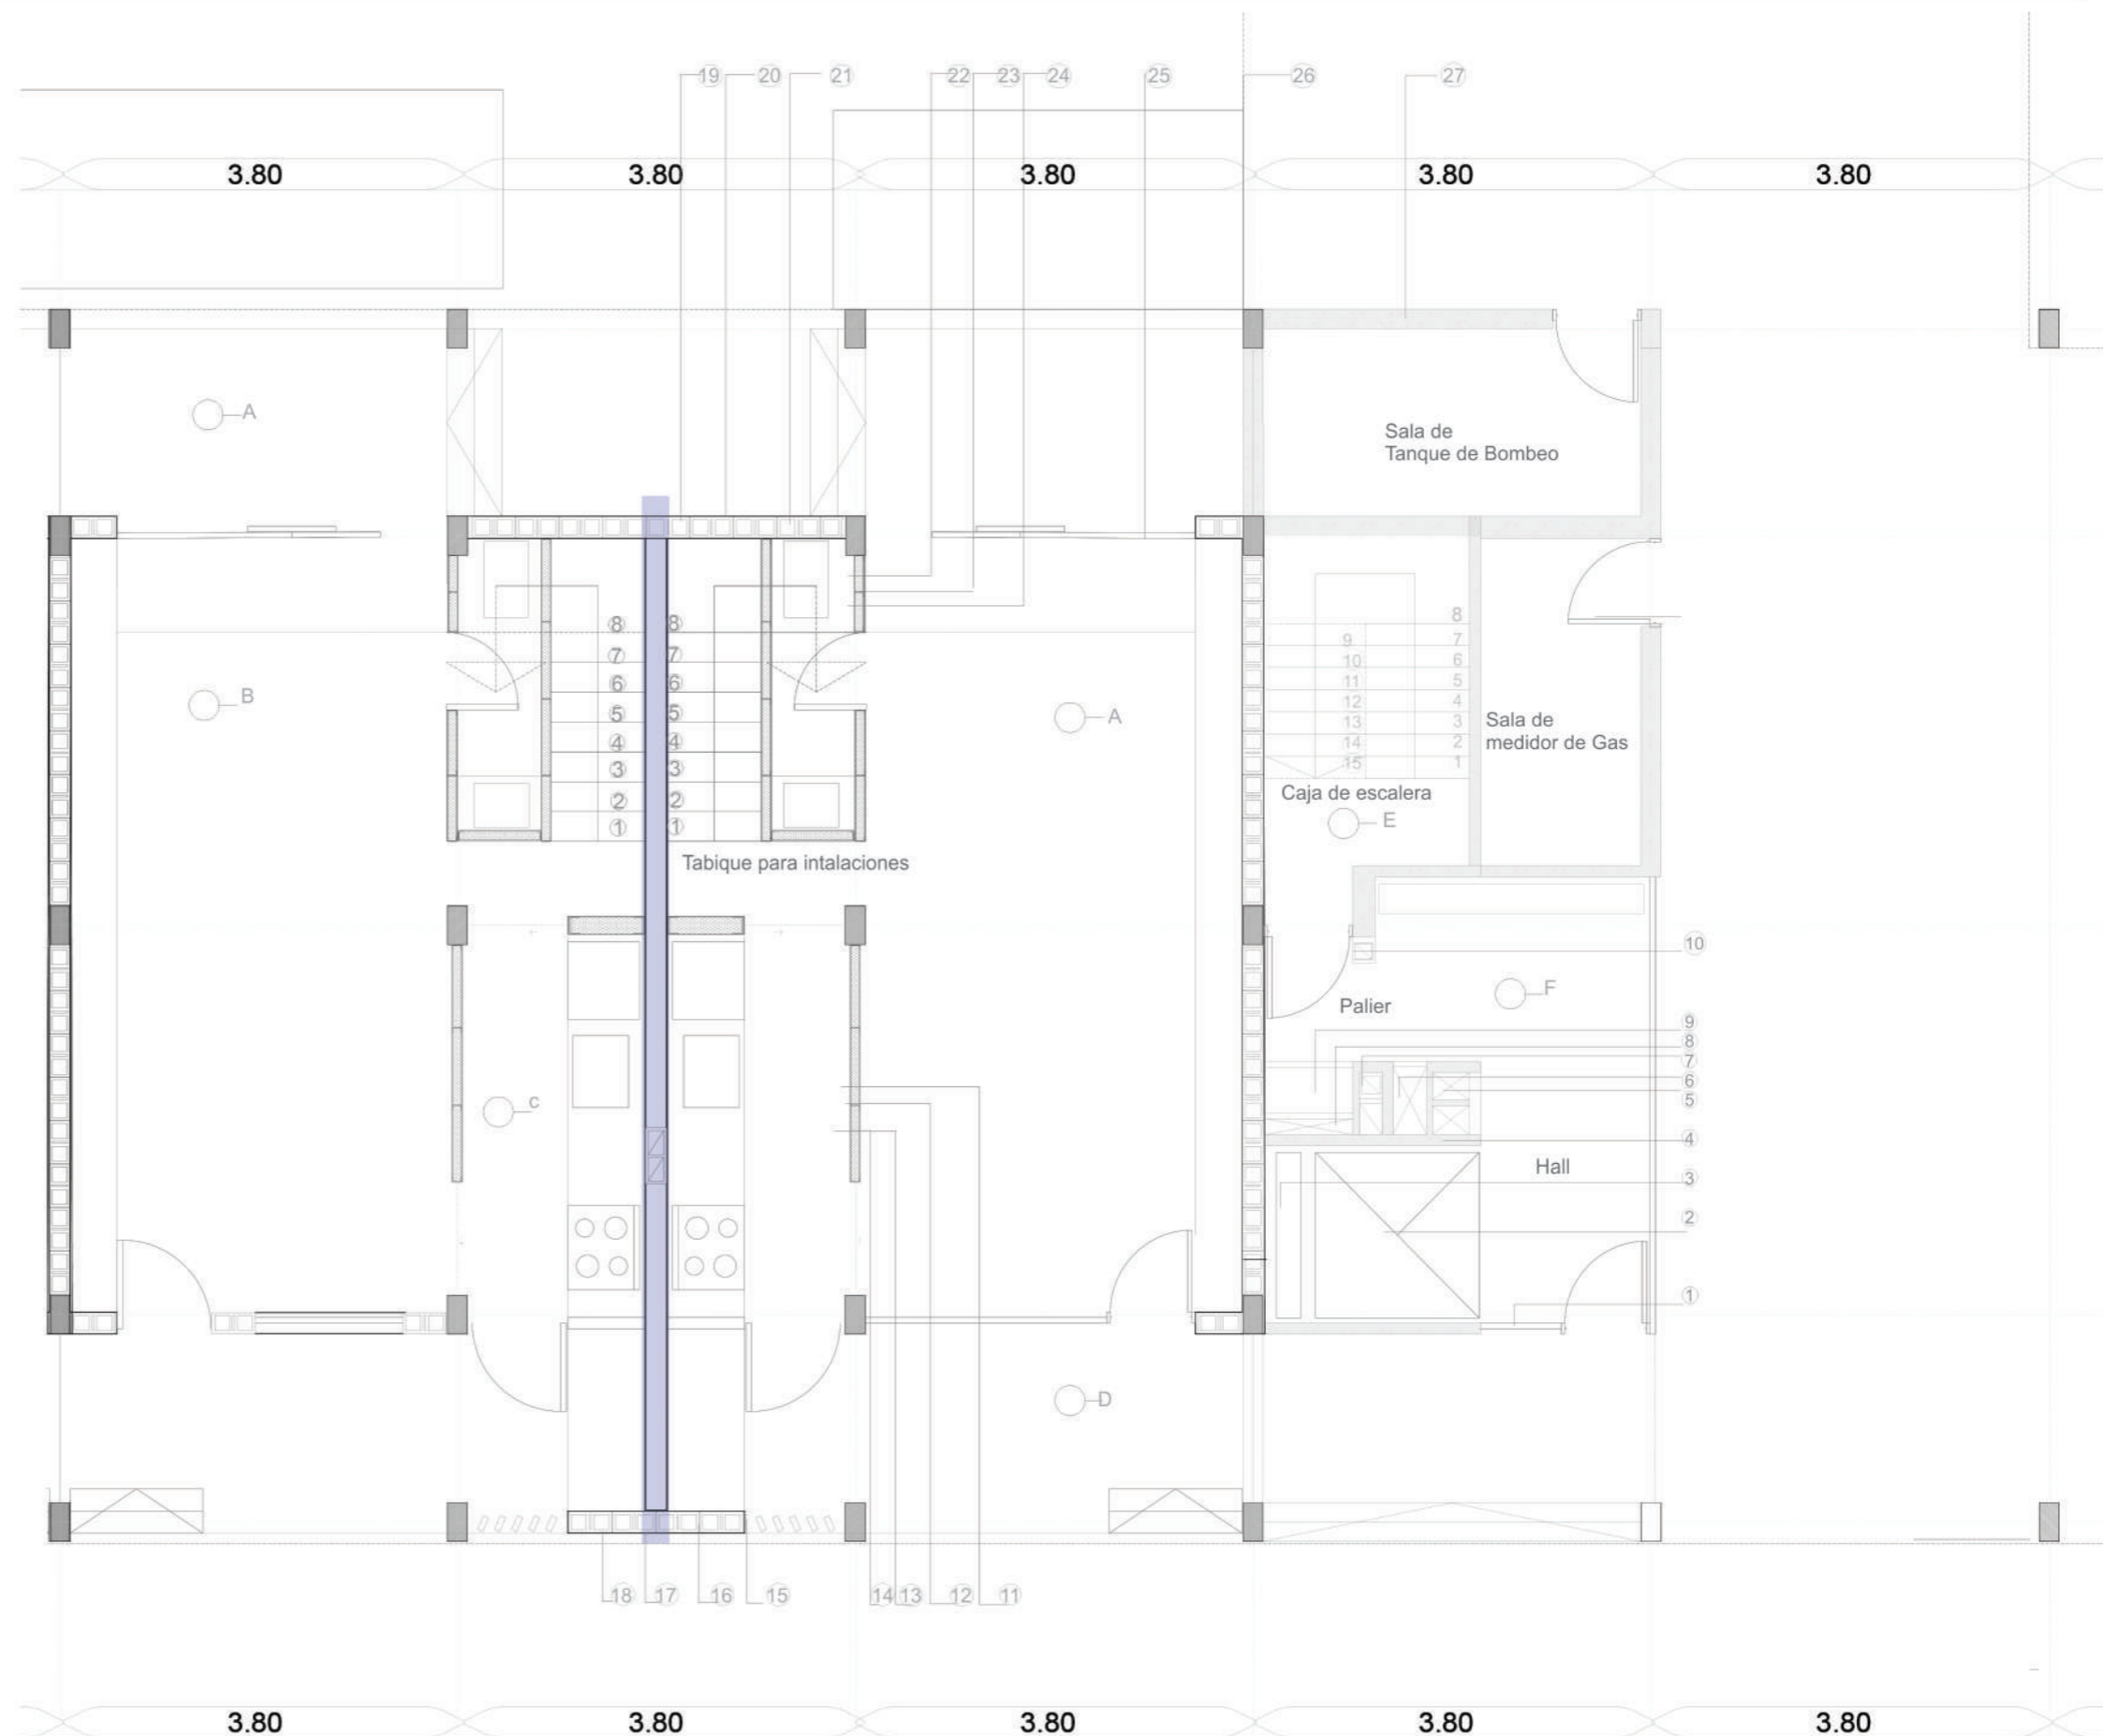 19 20 21 22 23 24 25 26 27
3.80 3.80 3.80 3.80 3.80
A
Sala de
Tanque de Bombeo
8 8
7 7
6 6
5 5
4 4
3 3
2 2
1 1
B
A
8
9 7
10 6
11 5
12 4
13 3
14 2
15 1
Sala de
medidor de Gas
Caja de escalera
E
Tabique para intalaciones
10
F
Palier
9
8
7
6
5
c
4
Hall
3
2
1
D
18 17 16 15 14 13 12 11
3.80 3.80 3.80 3.80 3.80